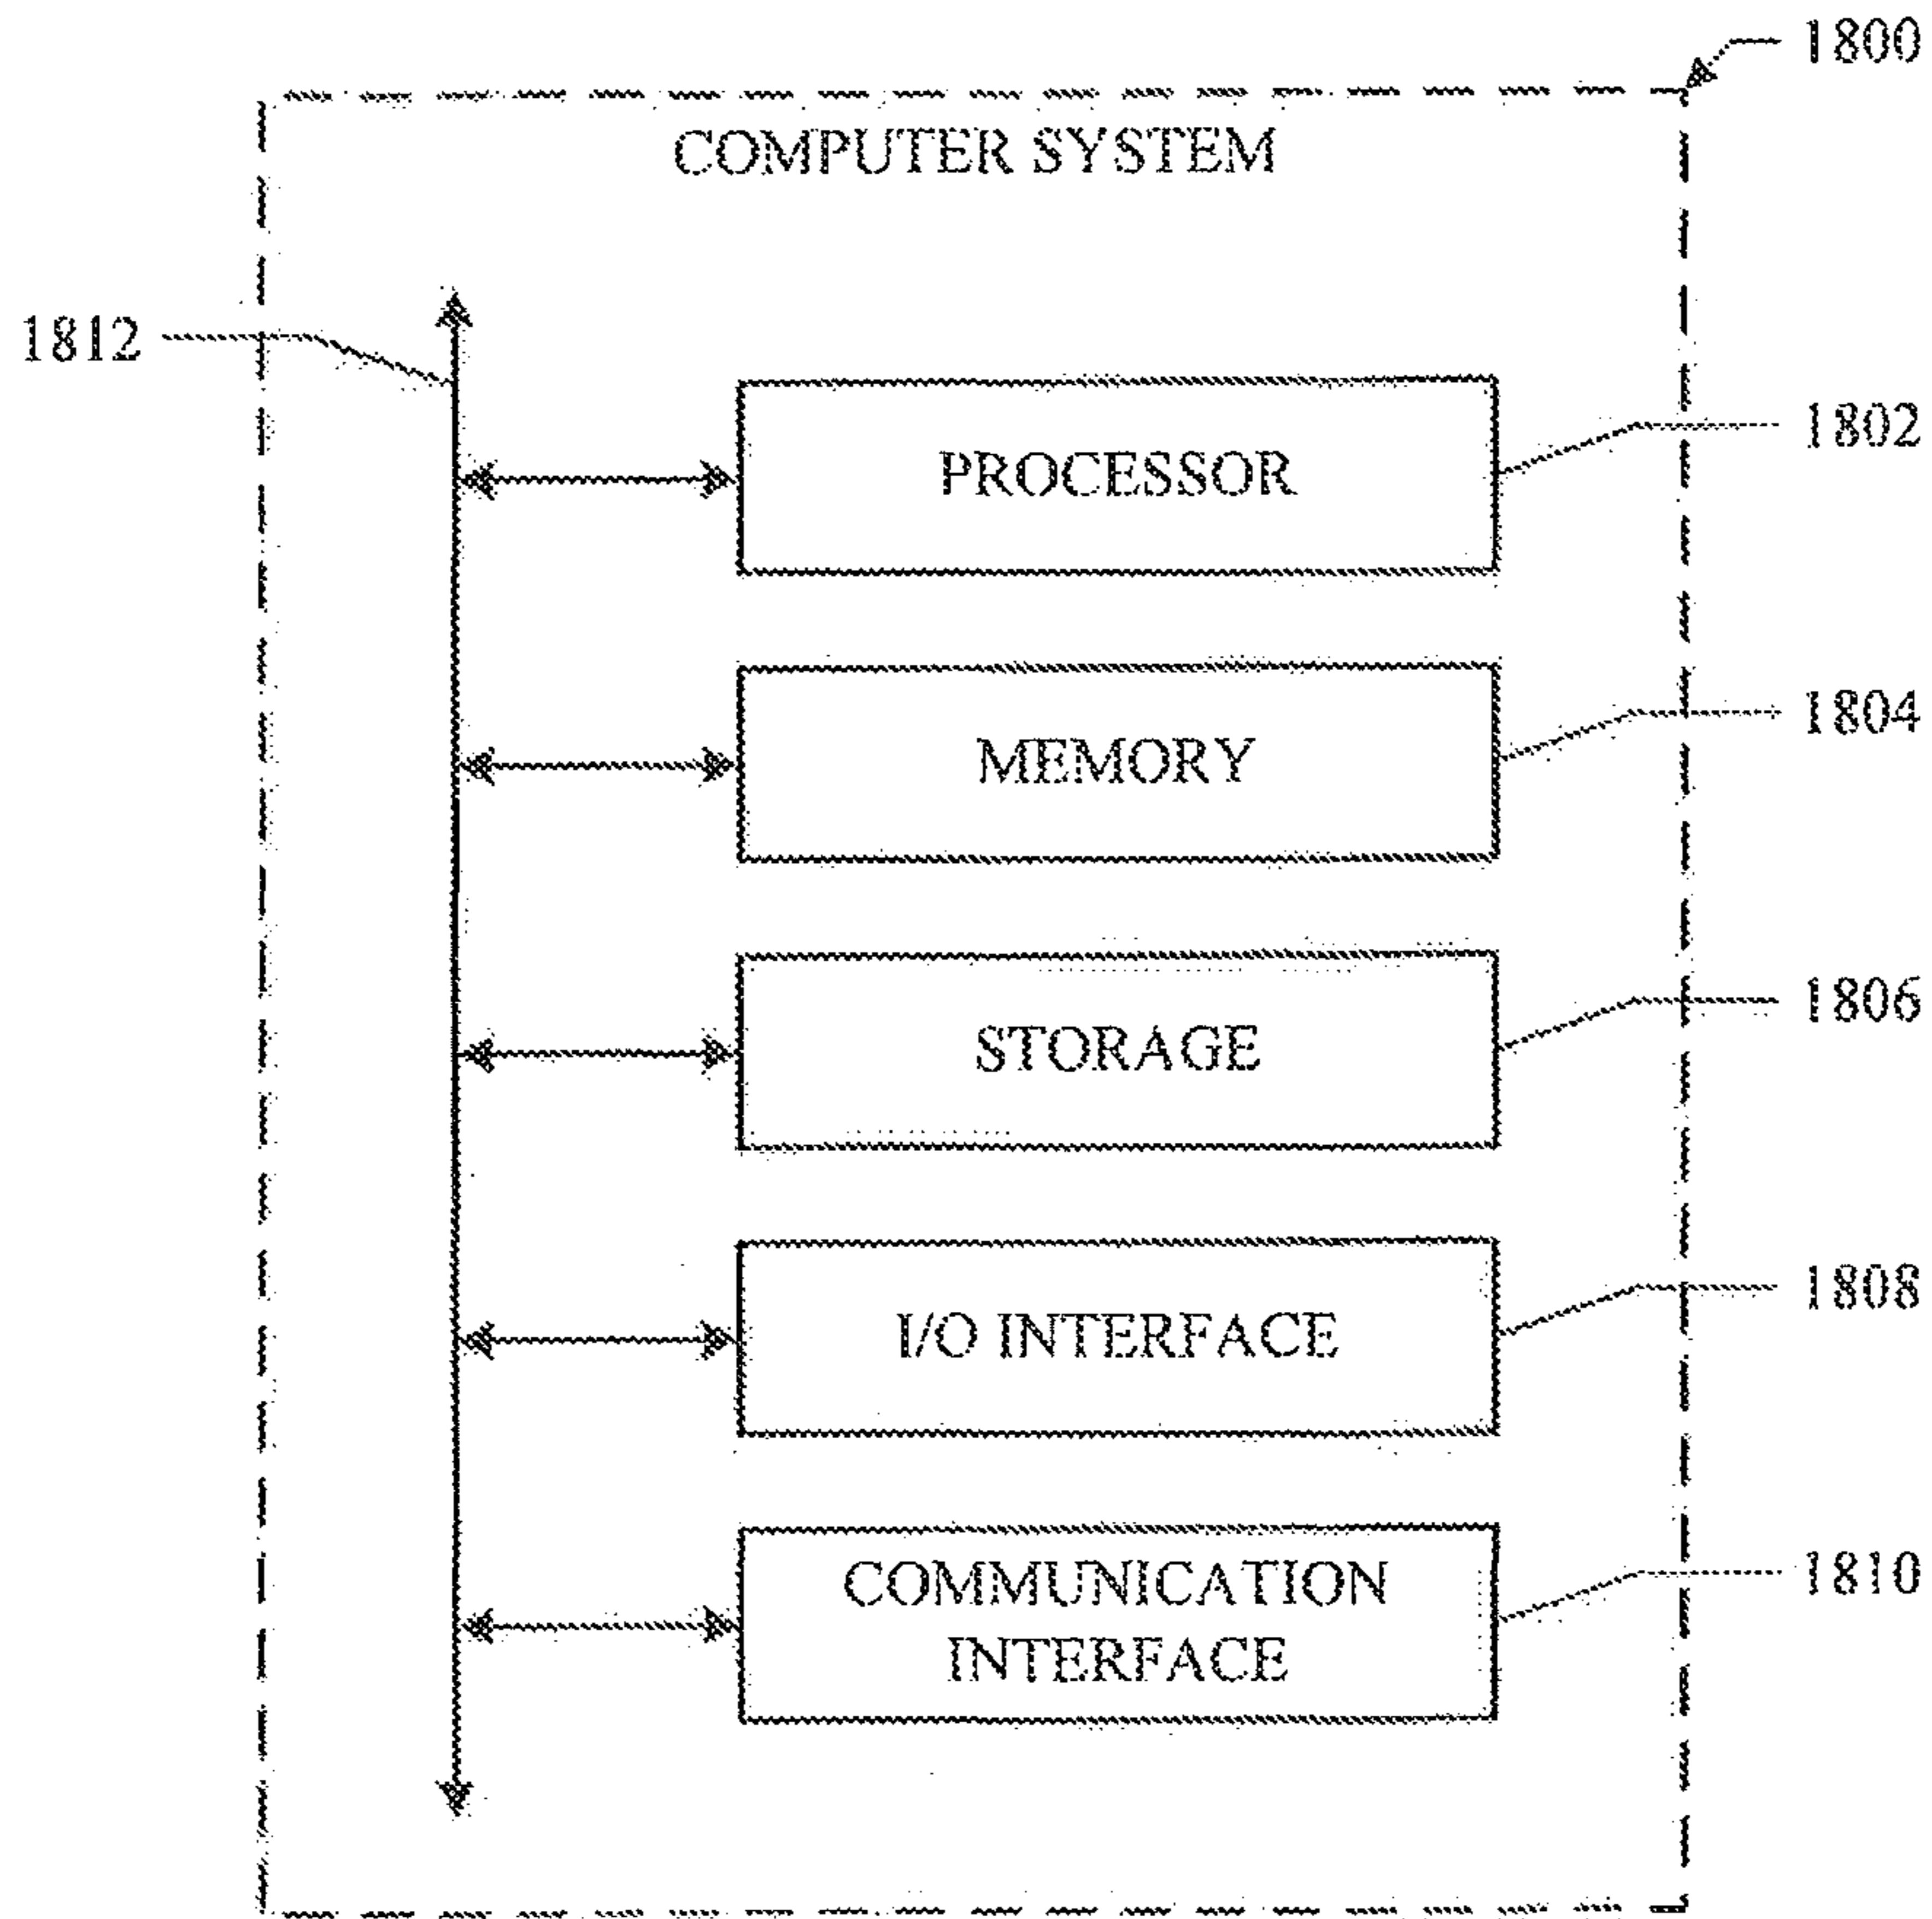 1800
COMPUTER SYSTEM
1812
PROCESSOR
1802
MEMORY
1804
STORAGE
1806
I/O INTERFACE
1808
COMMUNICATION
INTERFACE
1810